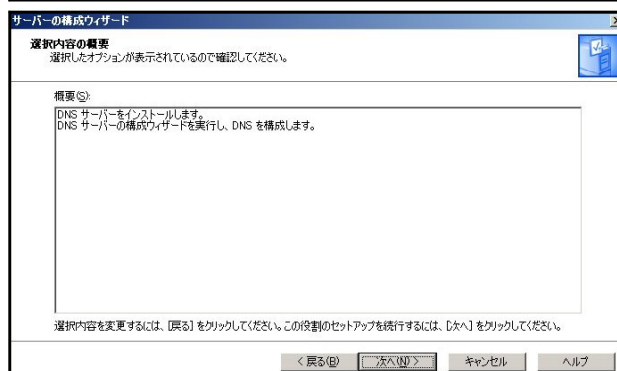 サーバーの構成ウィザード
選択内容の概要
選択したオプションが表示されているので確認してください。
概要(S):
DNS サーバーをインストールします。
DNS サーバーの構成ウィザードを実行し、DNS を構成します。
選択内容を変更するには、[戻る] をクリックしてください。この役割のセットアップを続行するには、[次へ] をクリックしてください。
< 戻る(B) 次へ(N) > キャンセル ヘルプ